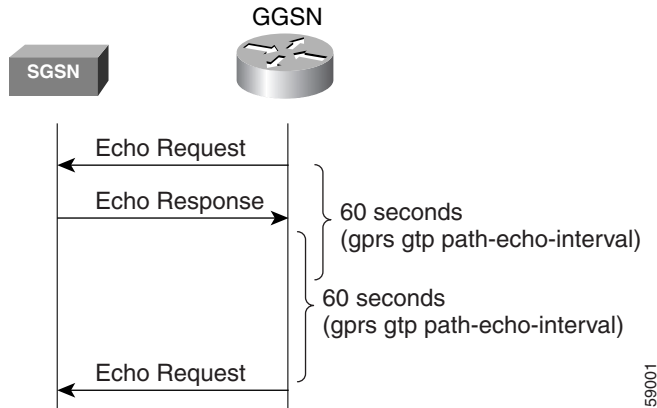 GGSN
SGSN
Echo Request
Echo Response
60 seconds
(gprs gtp path-echo-interval)
60 seconds
(gprs gtp path-echo-interval)
Echo Request
59001